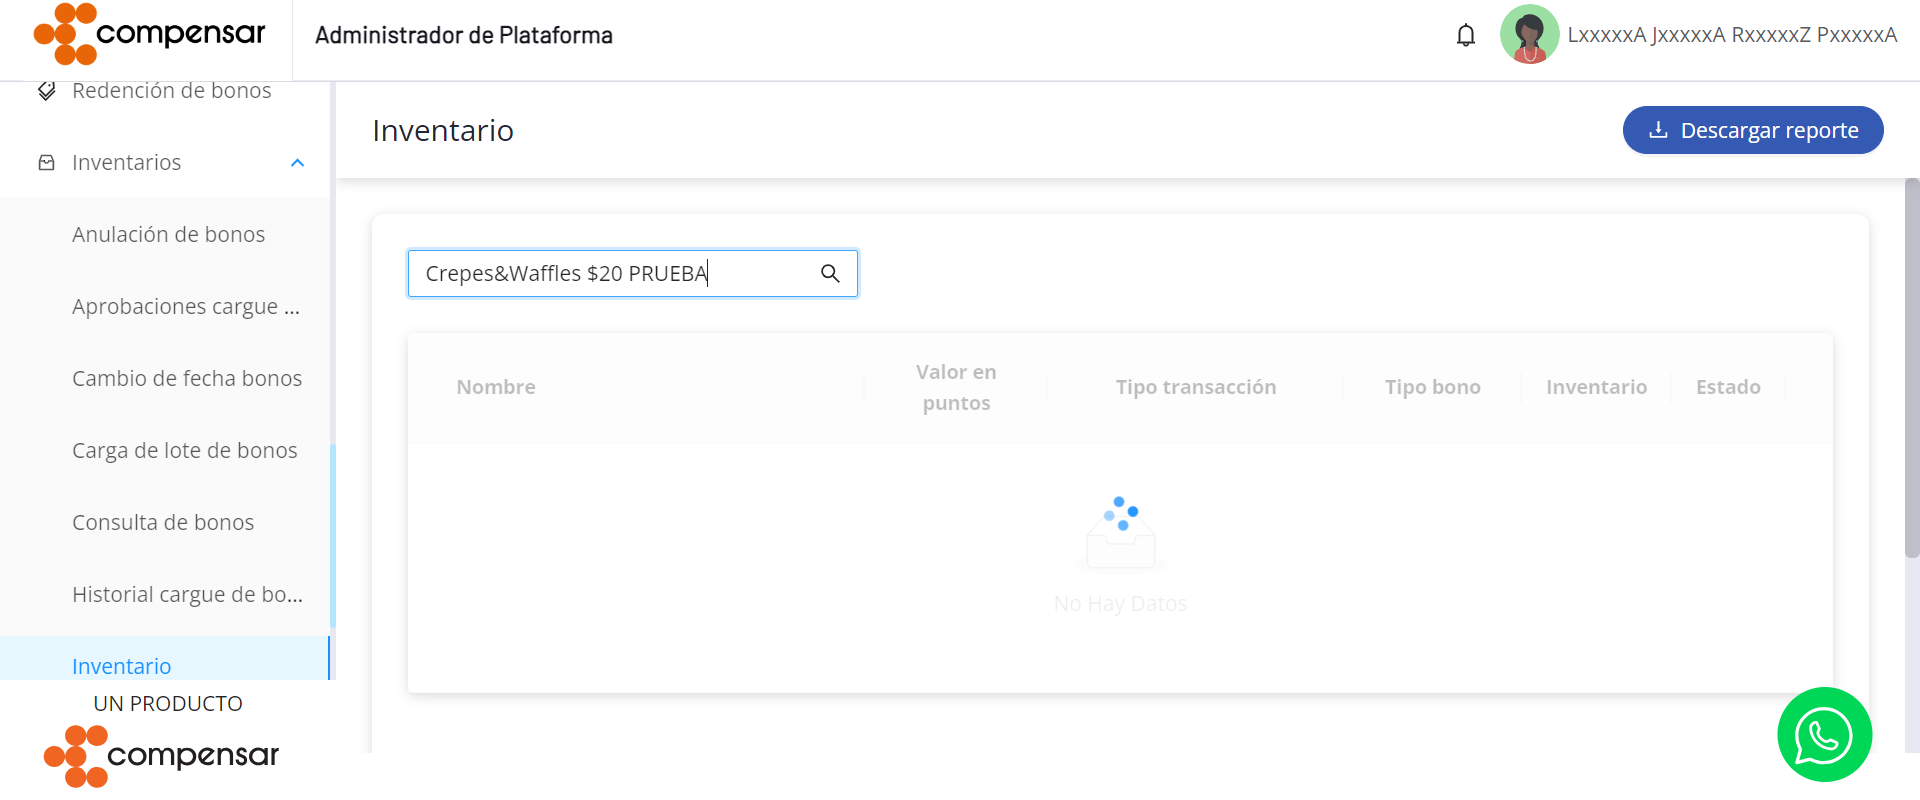 compensar
Administrador de Plataforma
LxxxxxA JxxxxxA RxxxxxZ PxxxxxA
Redención de bonos
Inventarios
Anulación de bonos
Aprobaciones cargue ...
Cambio de fecha bonos
Carga de lote de bonos
Consulta de bonos
Historial cargue de bo...
Inventario
UN PRODUCTO
compensar
Inventario
Descargar reporte
Crepes&Waffles $20 PRUEBA
Nombre
Valor en
puntos
Tipo transacción
Tipo bono
Inventario
Estado
No Hay Datos